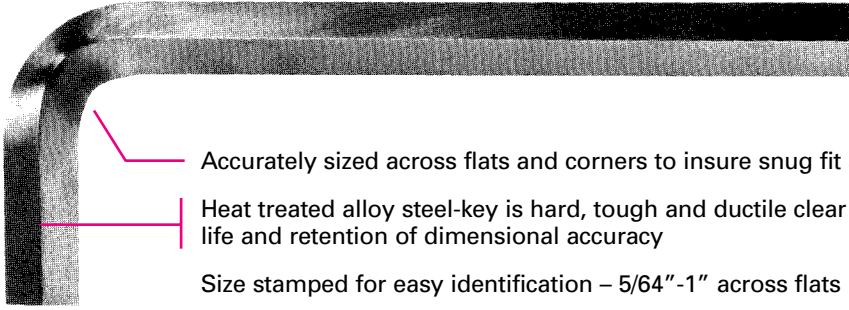 Accurately sized across flats and corners to insure snug fit
Heat treated alloy steel-key is hard, tough and ductile clear
life and retention of dimensional accuracy
Size stamped for easy identification – 5/64”-1” across flats